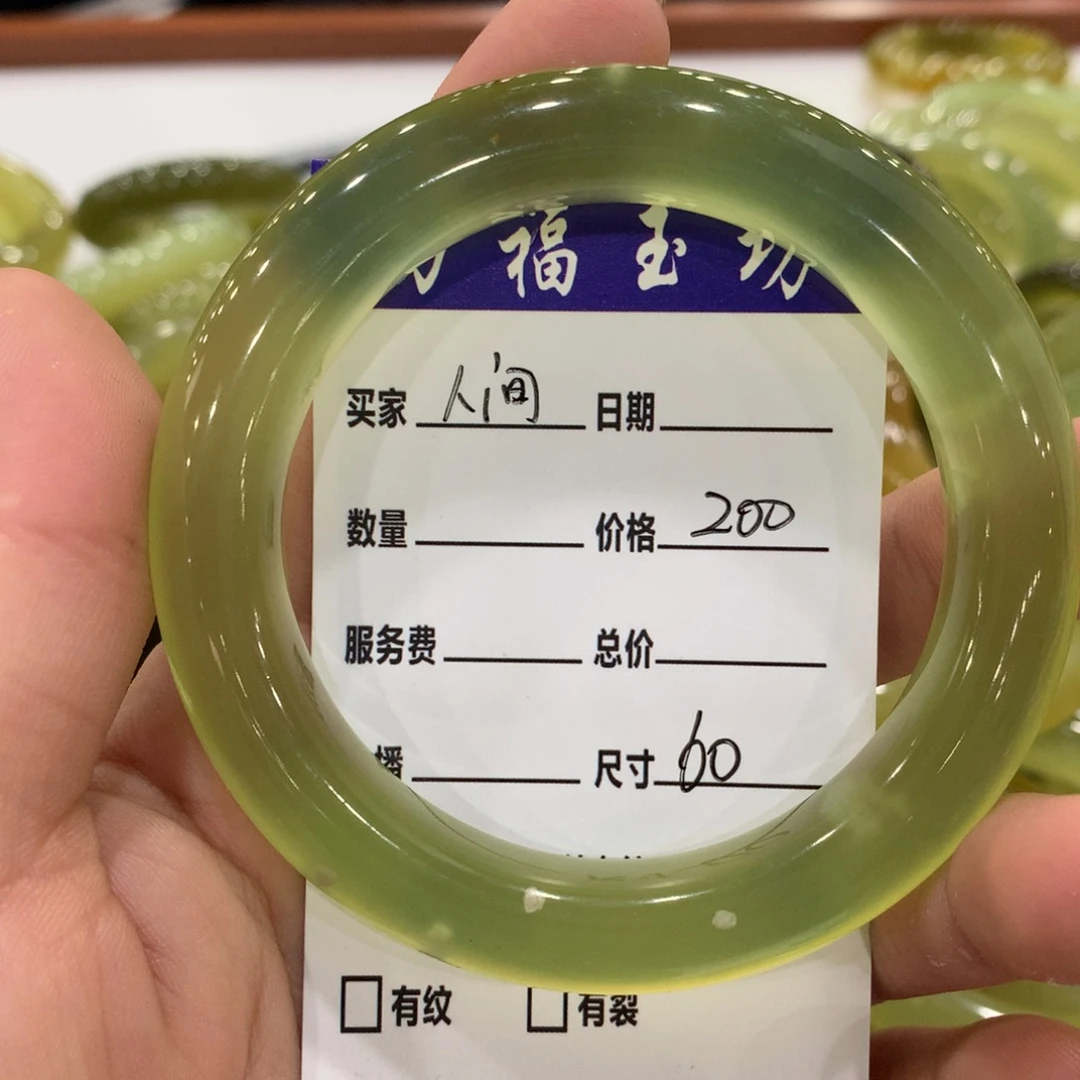 福玉坊
买家 人间 日期
数量 价格 200
服务费 总价
播 尺寸 60
有纹 有裂